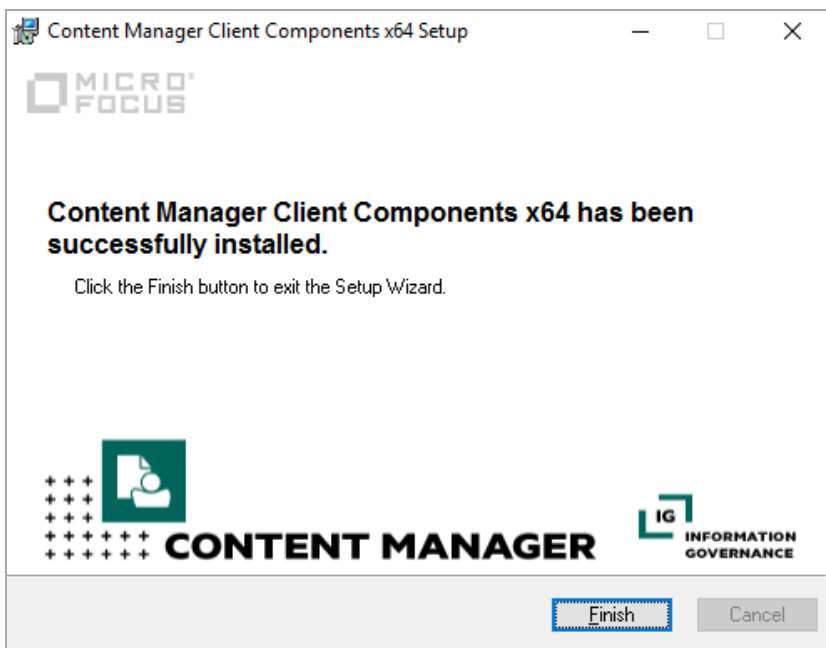 Content Manager Client Components x64 Setup
MICRO
FOCUS
Content Manager Client Components x64 has been
successfully installed.
Click the Finish button to exit the Setup Wizard.
IG
INFORMATION
GOVERNANCE
CONTENT MANAGER
Finish
Cancel